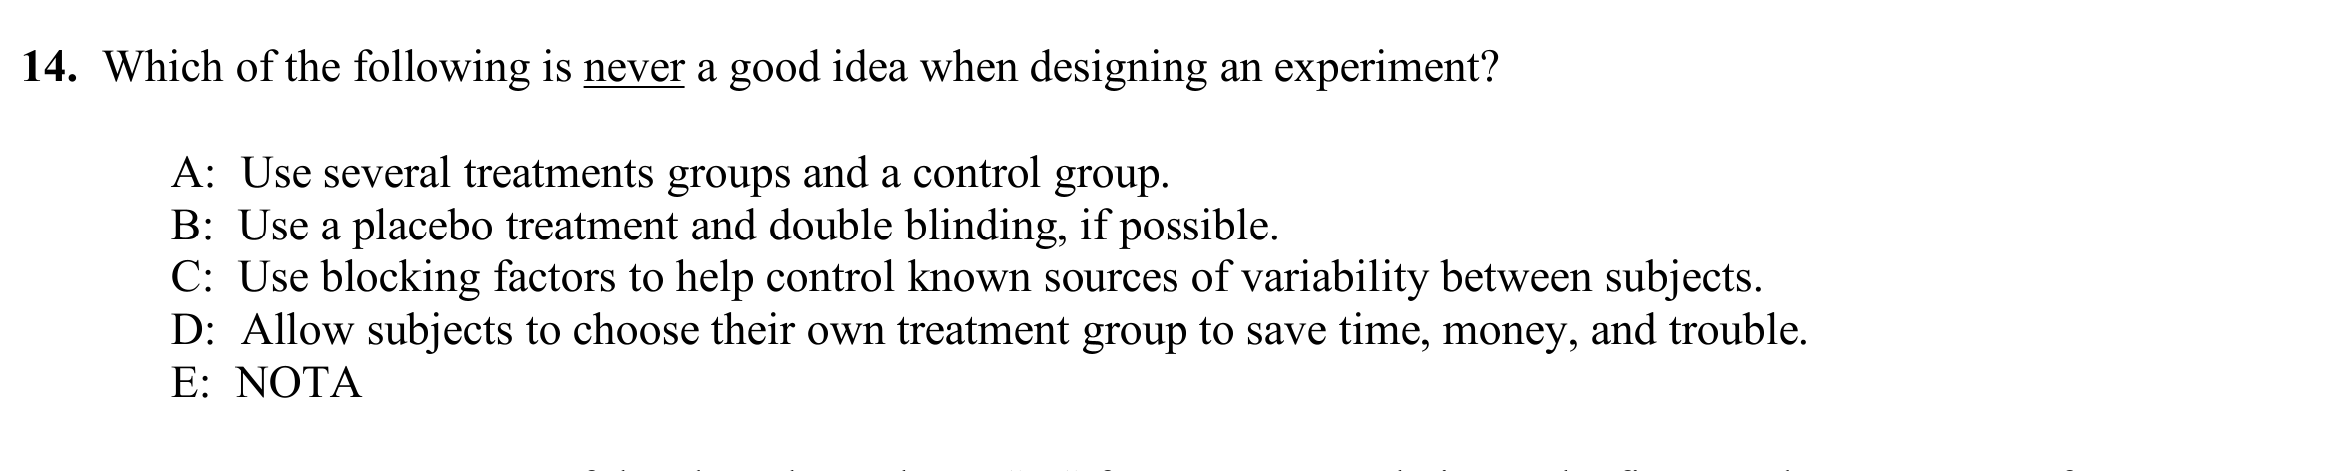 14. Which of the following is never a good idea when designing an experiment?
A: Use several treatments groups and a control group.
B: Use a placebo treatment and double blinding, if possible.
C: Use blocking factors to help control known sources of variability between subjects.
D: Allow subjects to choose their own treatment group to save time, money, and trouble.
E: NOTA